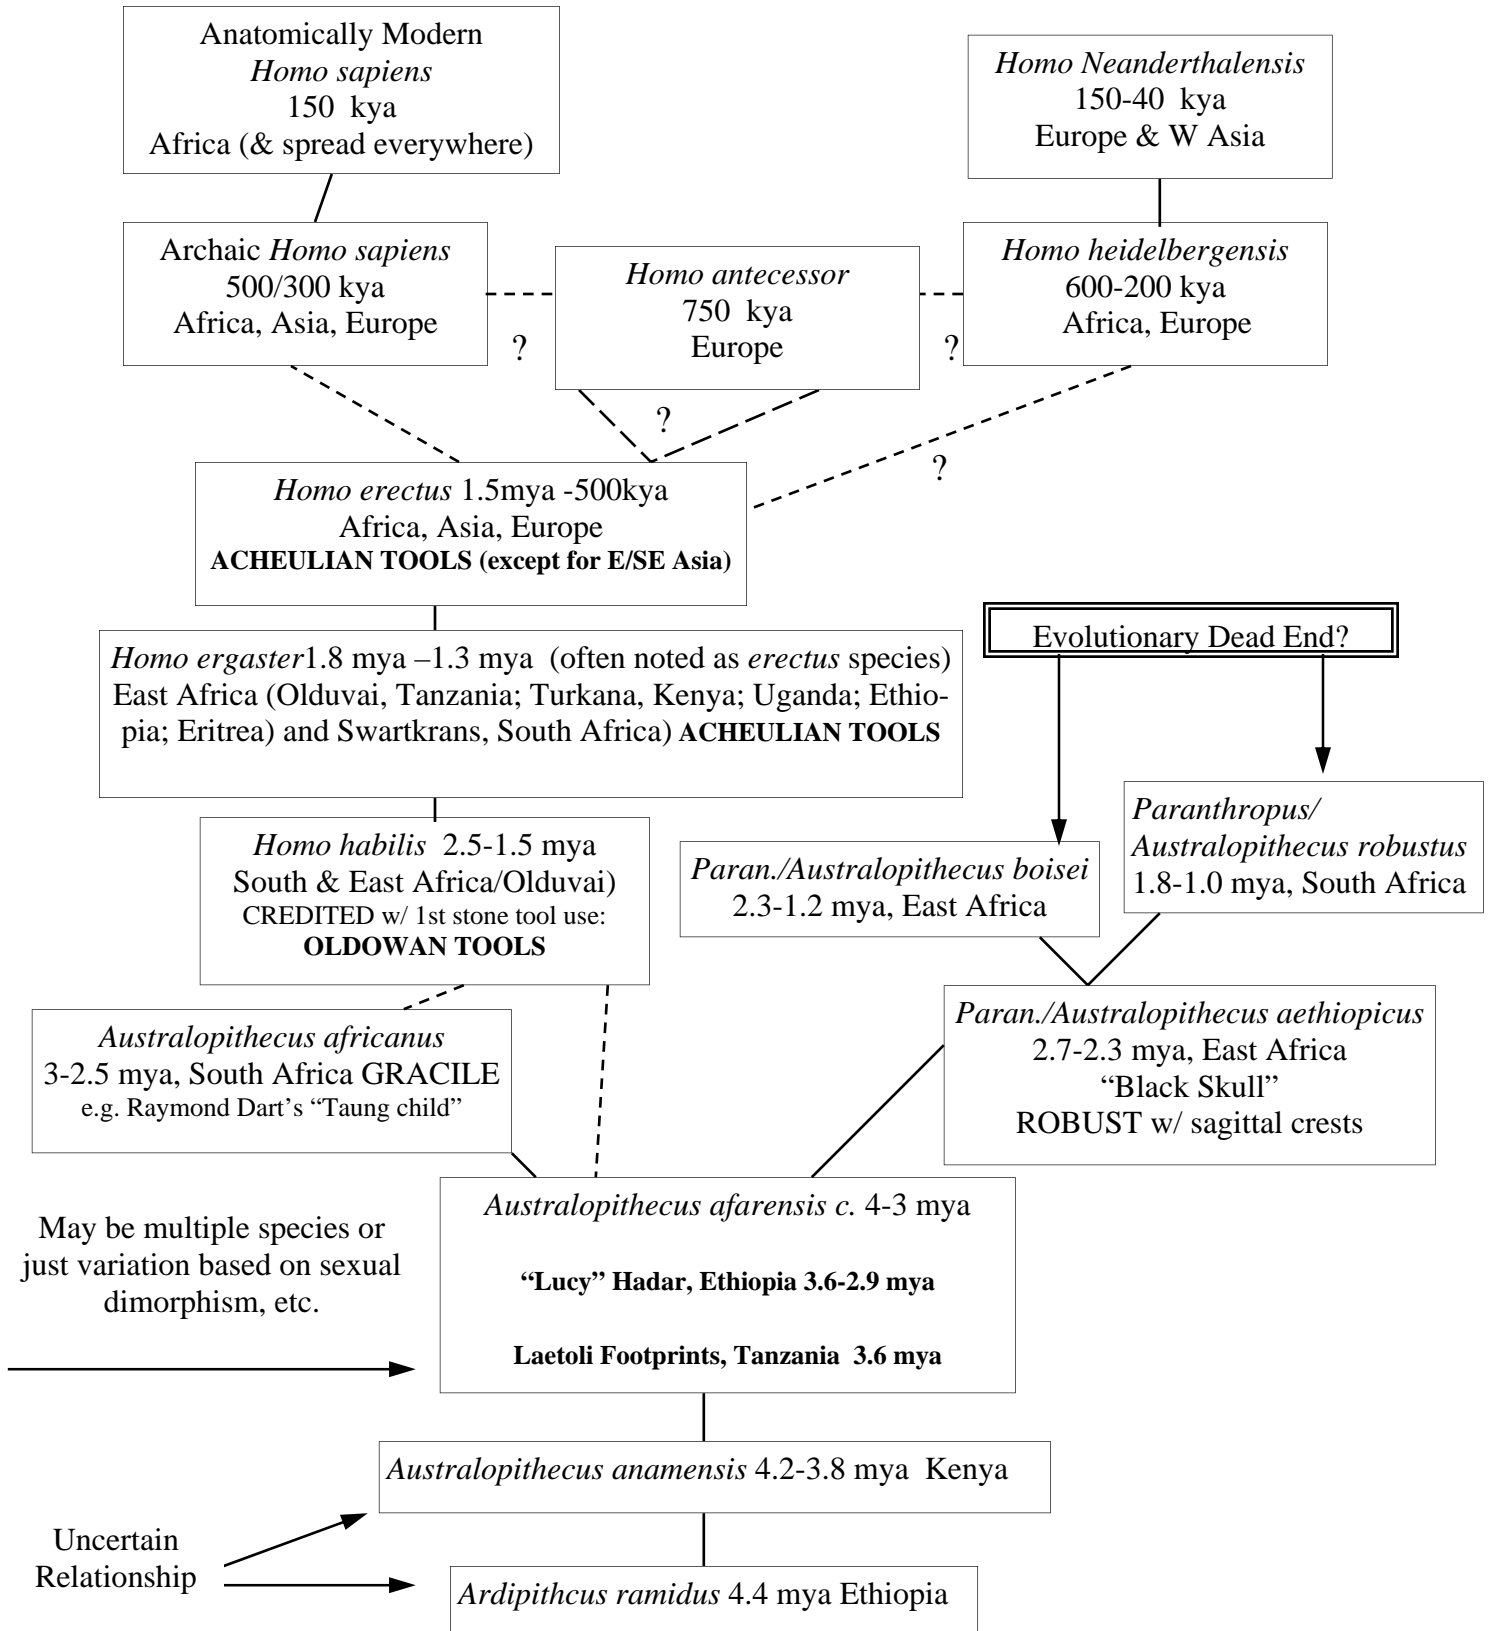 Anatomically Modern
Homo sapiens
150 kya
Africa (& spread everywhere)
Homo Neanderthalensis
150-40 kya
Europe & W Asia
Archaic Homo sapiens
500/300 kya
Africa, Asia, Europe
?
Homo antecessor
750 kya
Europe
?
Homo heidelbergensis
600-200 kya
Africa, Europe
?
?
Homo erectus 1.5mya -500kya
Africa, Asia, Europe
ACHEULIAN TOOLS (except for E/SE Asia)
Evolutionary Dead End?
Homo ergaster1.8 mya –1.3 mya (often noted as erectus species)
East Africa (Olduvai, Tanzania; Turkana, Kenya; Uganda; Ethio-
pia; Eritrea) and Swartkrans, South Africa) ACHEULIAN TOOLS
Homo habilis 2.5-1.5 mya
South & East Africa/Olduvai)
CREDITED w/ 1st stone tool use:
OLDOWAN TOOLS
Paran./Australopithecus boisei
2.3-1.2 mya, East Africa
Paranthropus/
Australopithecus robustus
1.8-1.0 mya, South Africa
Australopithecus africanus
3-2.5 mya, South Africa GRACILE
e.g. Raymond Dart’s “Taung child”
Paran./Australopithecus aethiopicus
2.7-2.3 mya, East Africa
“Black Skull”
ROBUST w/ sagittal crests
May be multiple species or
just variation based on sexual
dimorphism, etc.
Australopithecus afarensis c. 4-3 mya
“Lucy” Hadar, Ethiopia 3.6-2.9 mya
Laetoli Footprints, Tanzania 3.6 mya
Australopithecus anamensis 4.2-3.8 mya Kenya
Uncertain
Relationship
Ardipithcus ramidus 4.4 mya Ethiopia